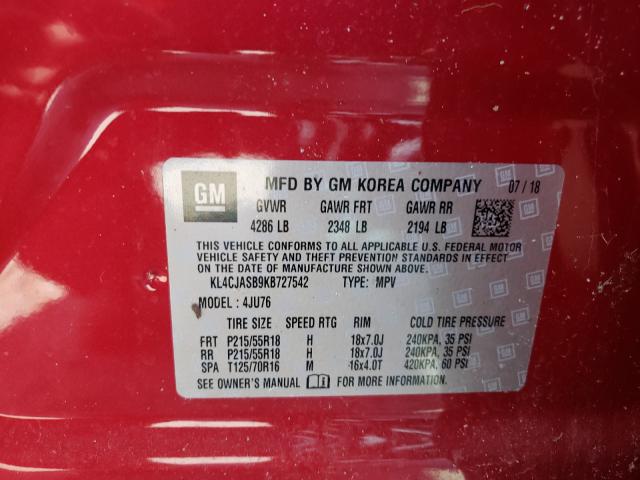 GM MFD BY GM KOREA COMPANY 07/18
GVWR GAWR FRT GAWR RR
4286 LB 2348 LB 2194 LB
THIS VEHICLE CONFORMS TO ALL APPLICABLE U.S. FEDERAL MOTOR
VEHICLE SAFETY, BUMPER, AND THEFT PREVENTION STANDARDS IN EFFECT ON
THE DATE OF MANUFACTURE SHOWN ABOVE.
KL4CJASB9KB727542 TYPE: MPV
MODEL: 4JU76
TIRE SIZE SPEED RTG RIM COLD TIRE PRESSURE
FRT P215/55R18 H 18x7.0J 240KPA, 35 PSI
RR P215/55R18 H 18x7.0J 240KPA, 35 PSI
SPA T125/70R16 M 16x4.0T 420KPA, 60 PSI
SEE OWNER'S MANUAL FOR MORE INFORMATION.